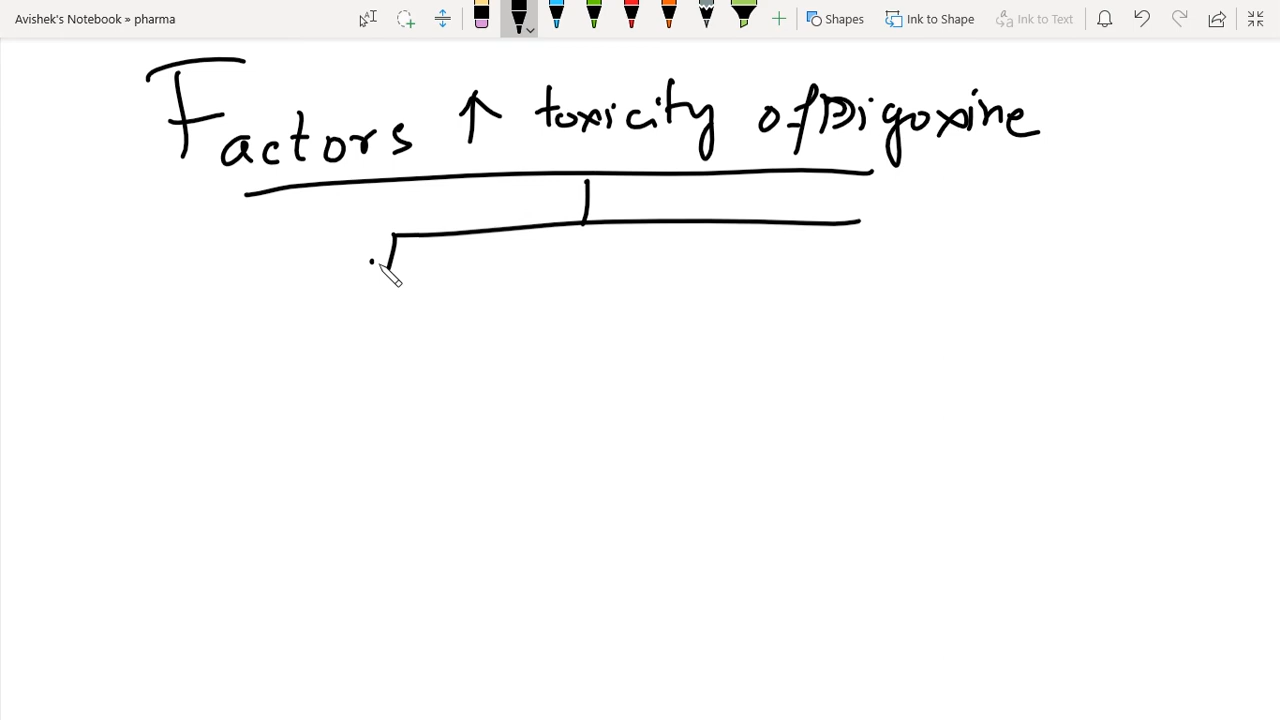 Avishek's Notebook » pharma
Shapes
Ink to Shape
Ink to Text
Factors ↑ toxicity of Digoxine